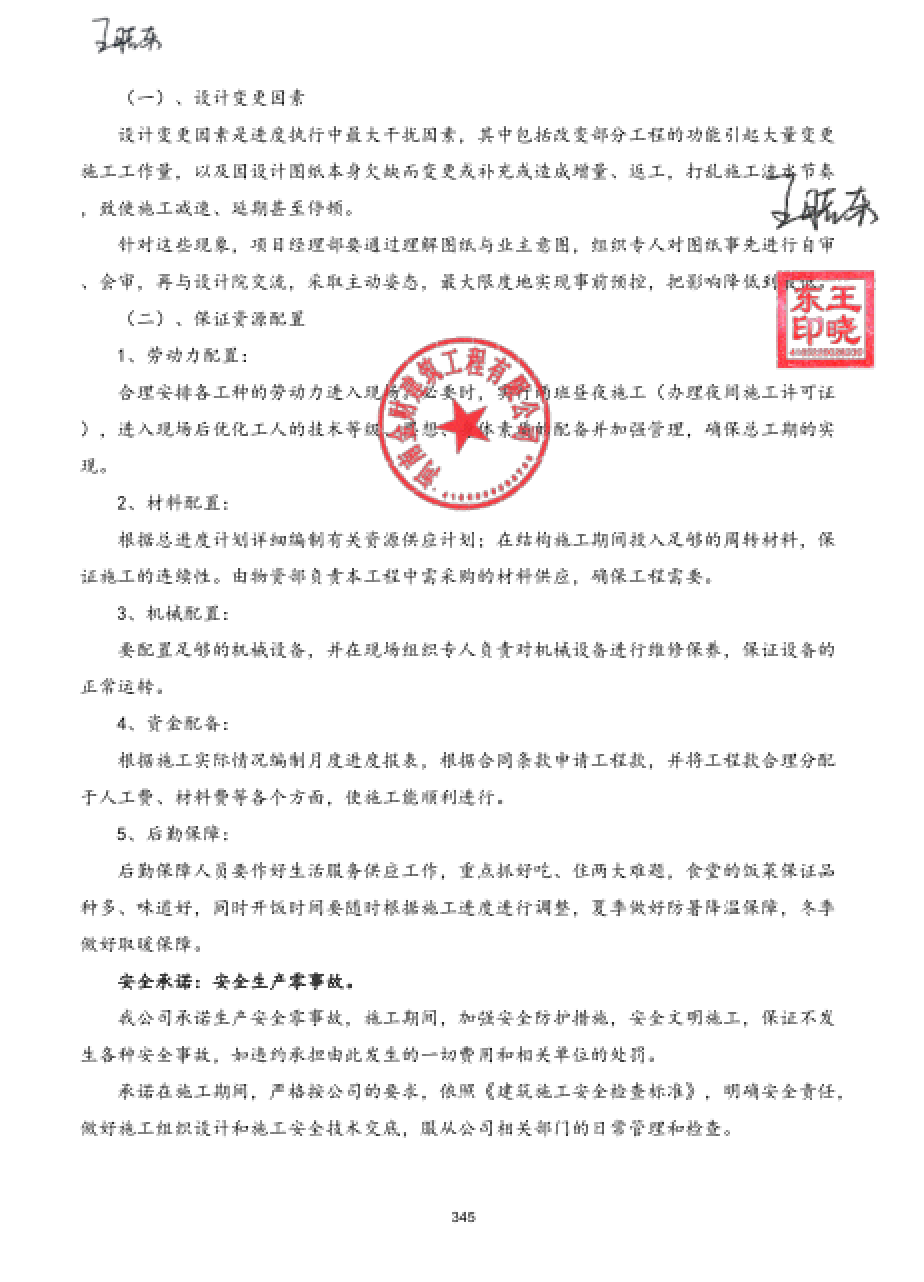 王晓东
（一）、设计变更因素
设计变更因素是进度执行中最大干扰因素，其中包括改变部分工程的功能引起大量变更
施工工作量，以及因设计图纸本身欠缺而变更或补充或造成增量、返工，打乱施工流水节奏
，致使施工减速、延期甚至停顿。
王晓东
针对这些现象，项目经理部要通过理解图纸与业主意图，组织专人对图纸事先进行自审
、会审，再与设计院交流，采取主动姿态，最大限度地实现事前预控，把影响降低到最低。
东王
印晓
（二）、保证资源配置
1、劳动力配置：
河南金财建筑工程有限公司
合理安排各工种的劳动力进入现场，必要时，实行两班昼夜施工（办理夜间施工许可证
），进入现场后优化工人的技术等级、思想、身体素质的配备并加强管理，确保总工期的实
现。
2、材料配置：
根据总进度计划详细编制有关资源供应计划；在结构施工期间投入足够的周转材料，保
证施工的连续性。由物资部负责本工程中需采购的材料供应，确保工程需要。
3、机械配置：
要配置足够的机械设备，并在现场组织专人负责对机械设备进行维修保养，保证设备的
正常运转。
4、资金配备：
根据施工实际情况编制月度进度报表，根据合同条款申请工程款，并将工程款合理分配
于人工费、材料费等各个方面，使施工能顺利进行。
5、后勤保障：
后勤保障人员要作好生活服务供应工作，重点抓好吃、住两大难题，食堂的饭菜保证品
种多、味道好，同时开饭时间要随时根据施工进度进行调整，夏季做好防暑降温保障，冬季
做好取暖保障。
安全承诺：安全生产零事故。
我公司承诺生产安全零事故，施工期间，加强安全防护措施，安全文明施工，保证不发
生各种安全事故，如违约承担由此发生的一切费用和相关单位的处罚。
承诺在施工期间，严格按公司的要求，依照《建筑施工安全检查标准》，明确安全责任，
做好施工组织设计和施工安全技术交底，服从公司相关部门的日常管理和检查。
345